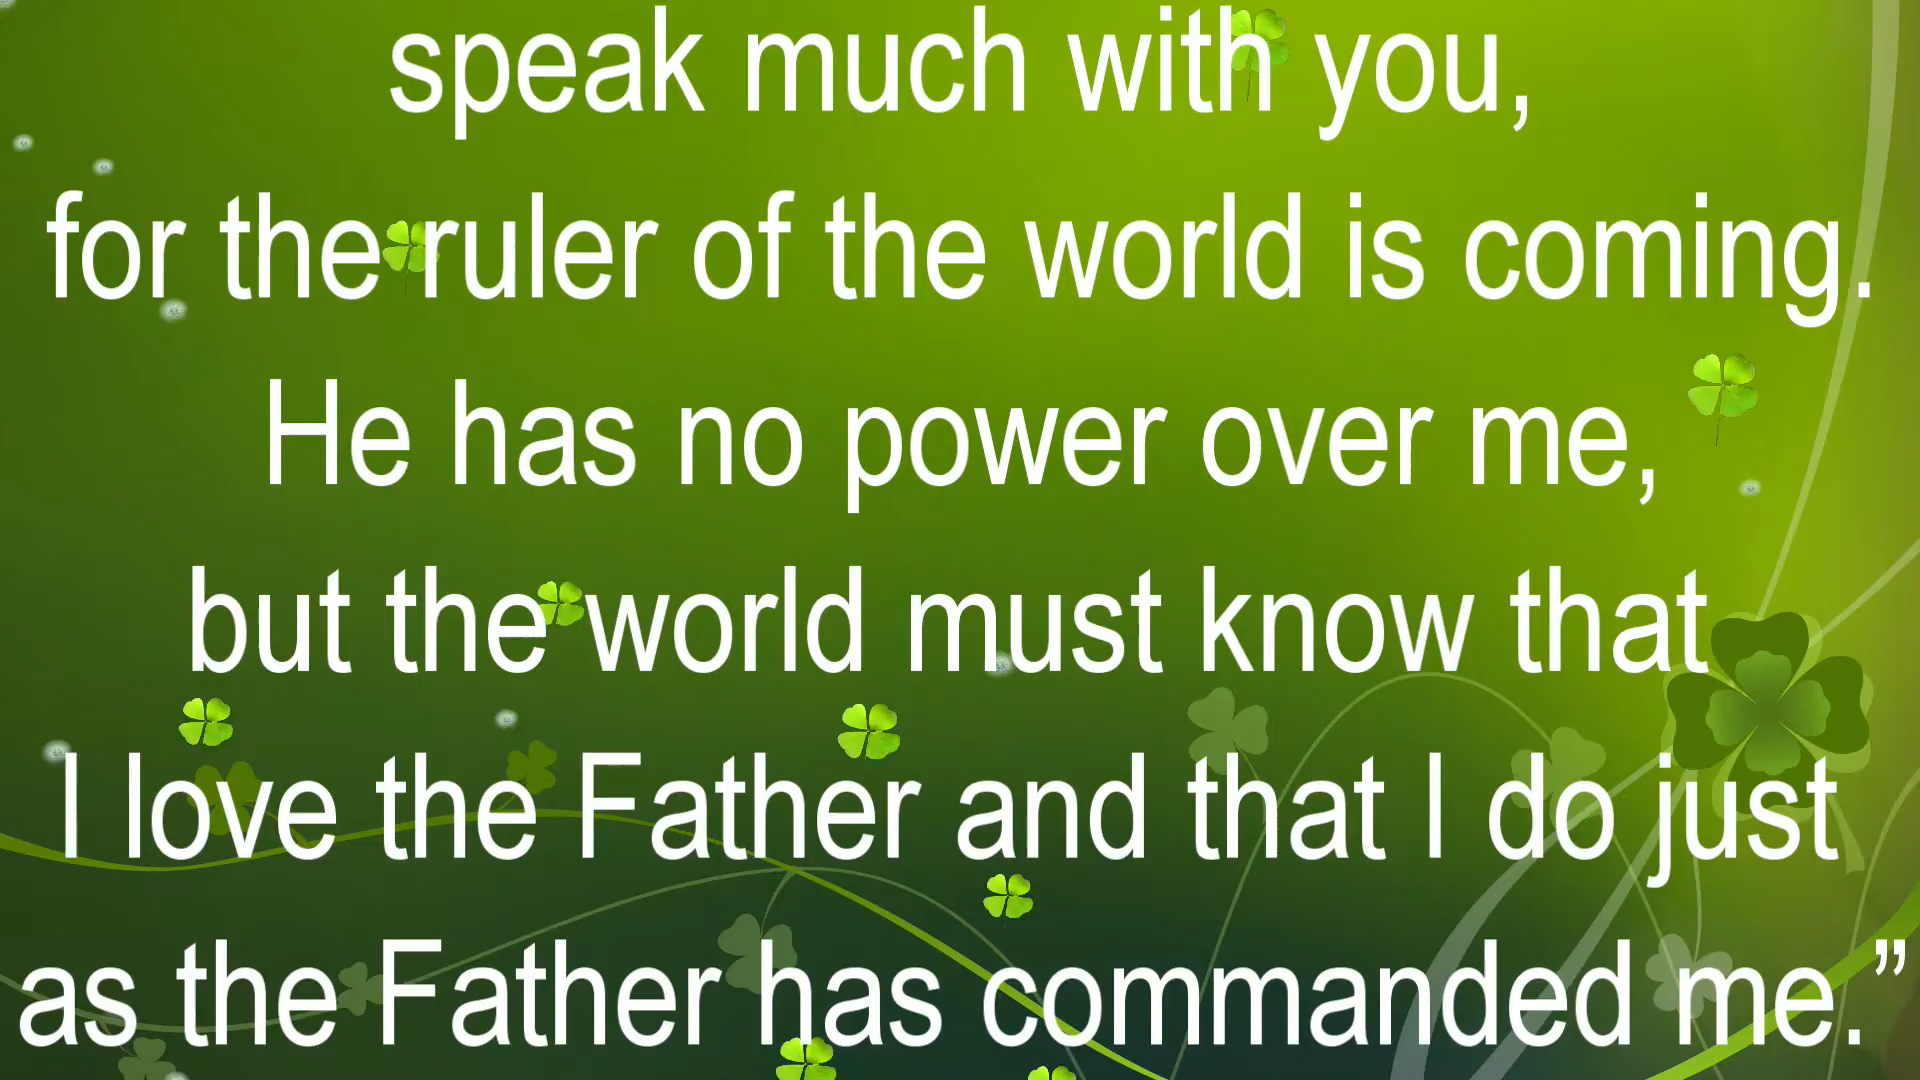 speak much with you,
for the ruler of the world is coming.
He has no power over me,
but the world must know that
I love the Father and that I do just
as the Father has commanded me.”